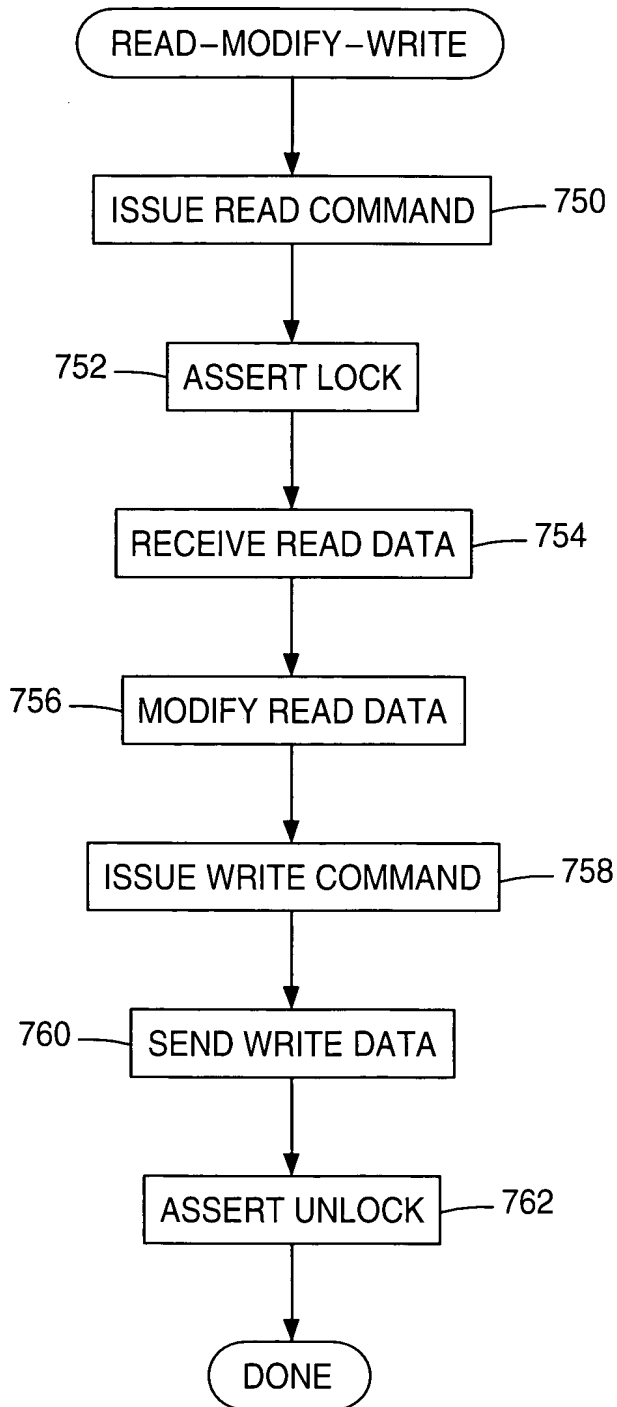 READ-MODIFY-WRITE
ISSUE READ COMMAND
750
752
ASSERT LOCK
RECEIVE READ DATA
754
756
MODIFY READ DATA
ISSUE WRITE COMMAND
758
760
SEND WRITE DATA
ASSERT UNLOCK
762
DONE